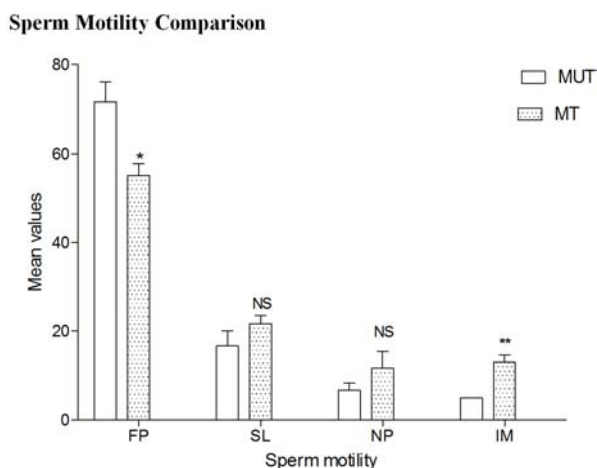 Sperm Motility Comparison
80
60
40
20
0
Mean values
MUT
MT
*
NS
NS
**
FP SL NP IM
Sperm motility